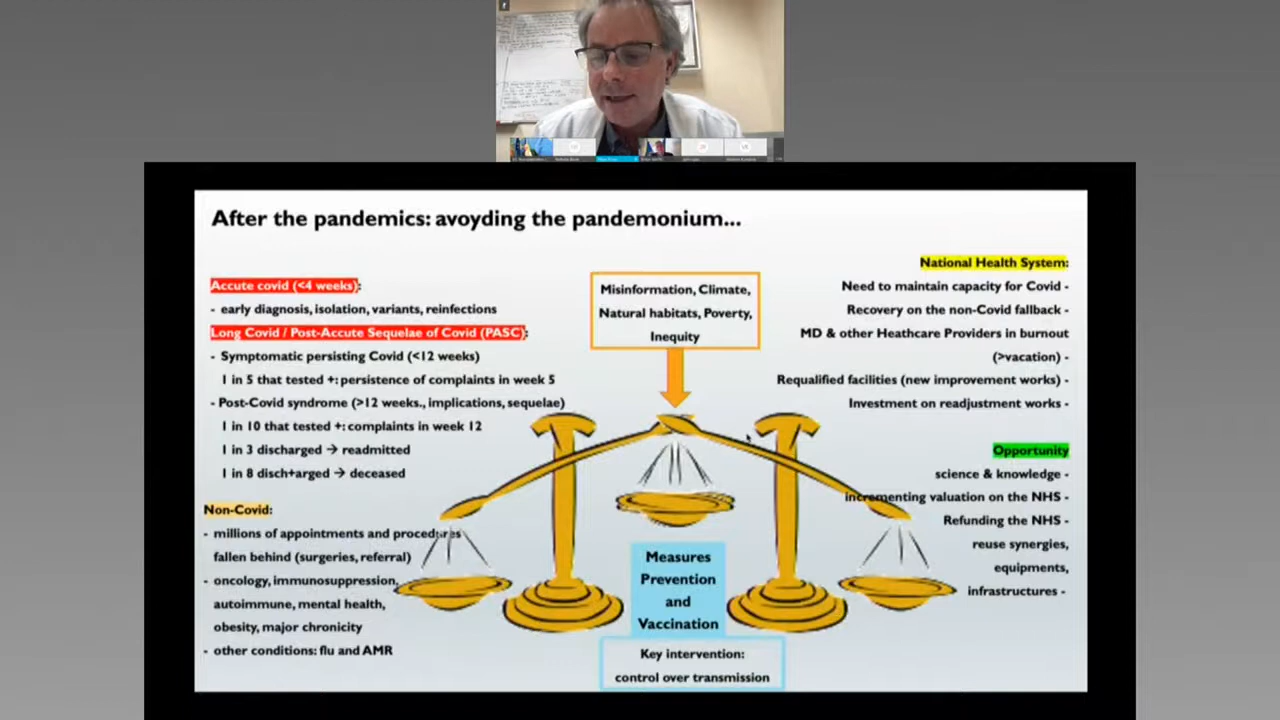 After the pandemics: avoyding the pandemonium...
Accute covid (<4 weeks):
- early diagnosis, isolation, variants, reinfections
Long Covid / Post-Accute Sequelae of Covid (PASC):
- Symptomatic persisting Covid (<12 weeks)
1 in 5 that tested +: persistence of complaints in week 5
- Post-Covid syndrome (>12 weeks., implications, sequelae)
1 in 10 that tested +: complaints in week 12
1 in 3 discharged → readmitted
1 in 8 disch+arged → deceased
Non-Covid:
- millions of appointments and procedures
fallen behind (surgeries, referral)
- oncology, immunosuppression,
autoimmune, mental health,
obesity, major chronicity
- other conditions: flu and AMR
Misinformation, Climate,
Natural habitats, Poverty,
Inequity
Measures
Prevention
and
Vaccination
Key intervention:
control over transmission
National Health System:
Need to maintain capacity for Covid -
Recovery on the non-Covid fallback -
MD & other Heathcare Providers in burnout
(>vacation) -
Requalified facilities (new improvement works) -
Investment on readjustment works -
Opportunity
science & knowledge -
incrementing valuation on the NHS -
Refunding the NHS -
reuse synergies,
equipments,
infrastructures -